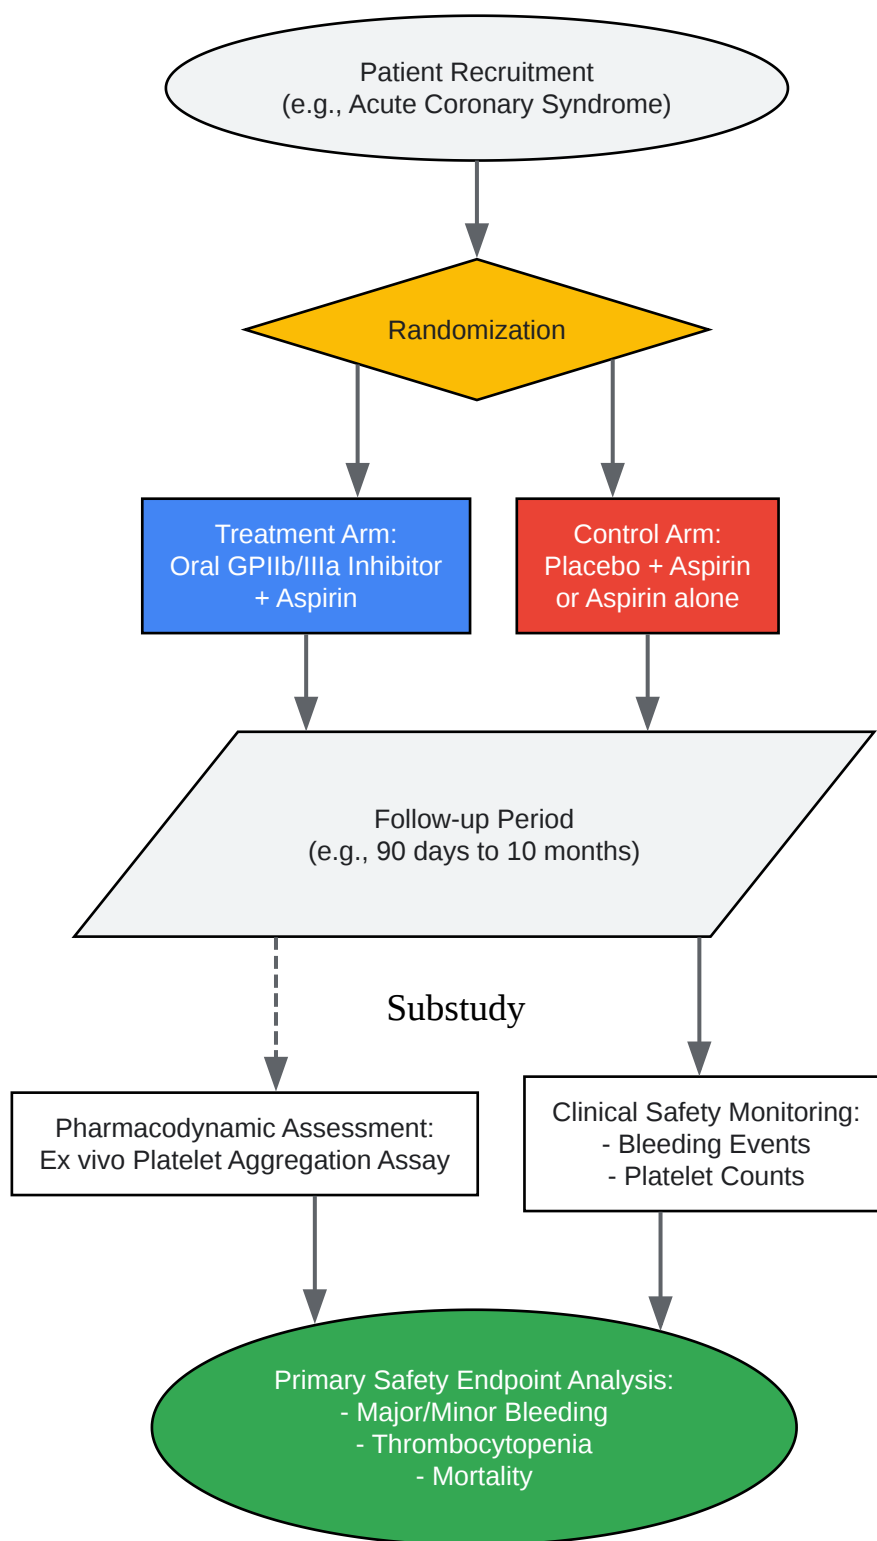 Patient Recruitment
(e.g., Acute Coronary Syndrome)
Randomization
Treatment Arm:
Oral GPIIb/IIIa Inhibitor
+ Aspirin
Control Arm:
Placebo + Aspirin
or Aspirin alone
Follow-up Period
(e.g., 90 days to 10 months)
Substudy
Pharmacodynamic Assessment:
Ex vivo Platelet Aggregation Assay
Clinical Safety Monitoring:
- Bleeding Events
- Platelet Counts
Primary Safety Endpoint Analysis:
- Major/Minor Bleeding
- Thrombocytopenia
- Mortality